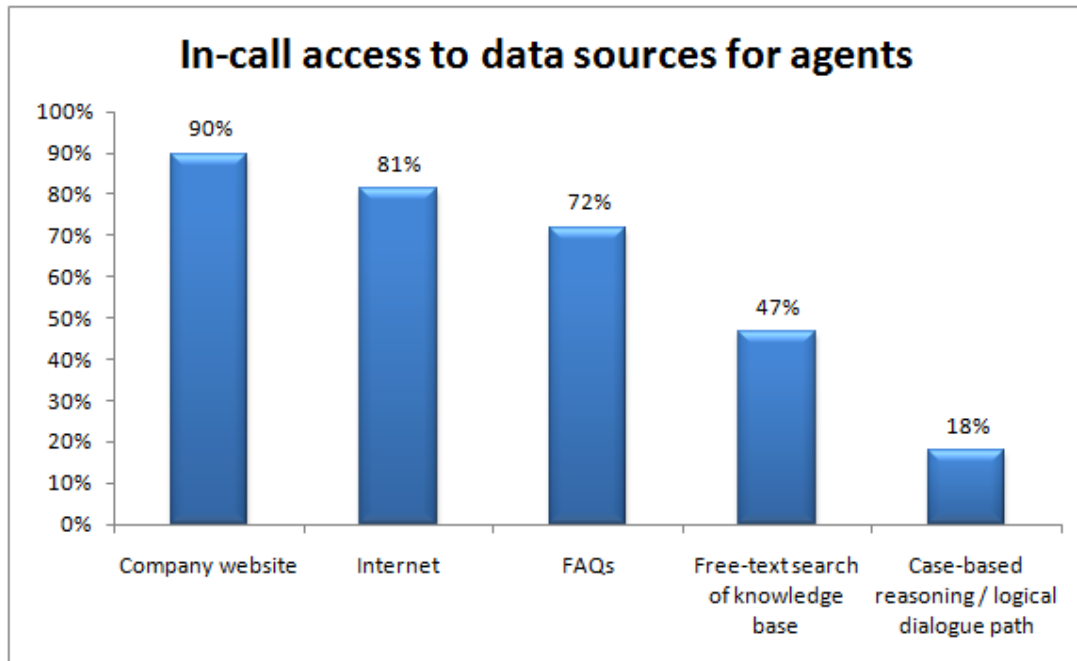 In-call access to data sources for agents
100%
90%
80%
70%
60%
50%
40%
30%
20%
10%
0%
90%
81%
72%
47%
18%
Company website
Internet
FAQs
Free-text search
of knowledge
base
Case-based
reasoning / logical
dialogue path